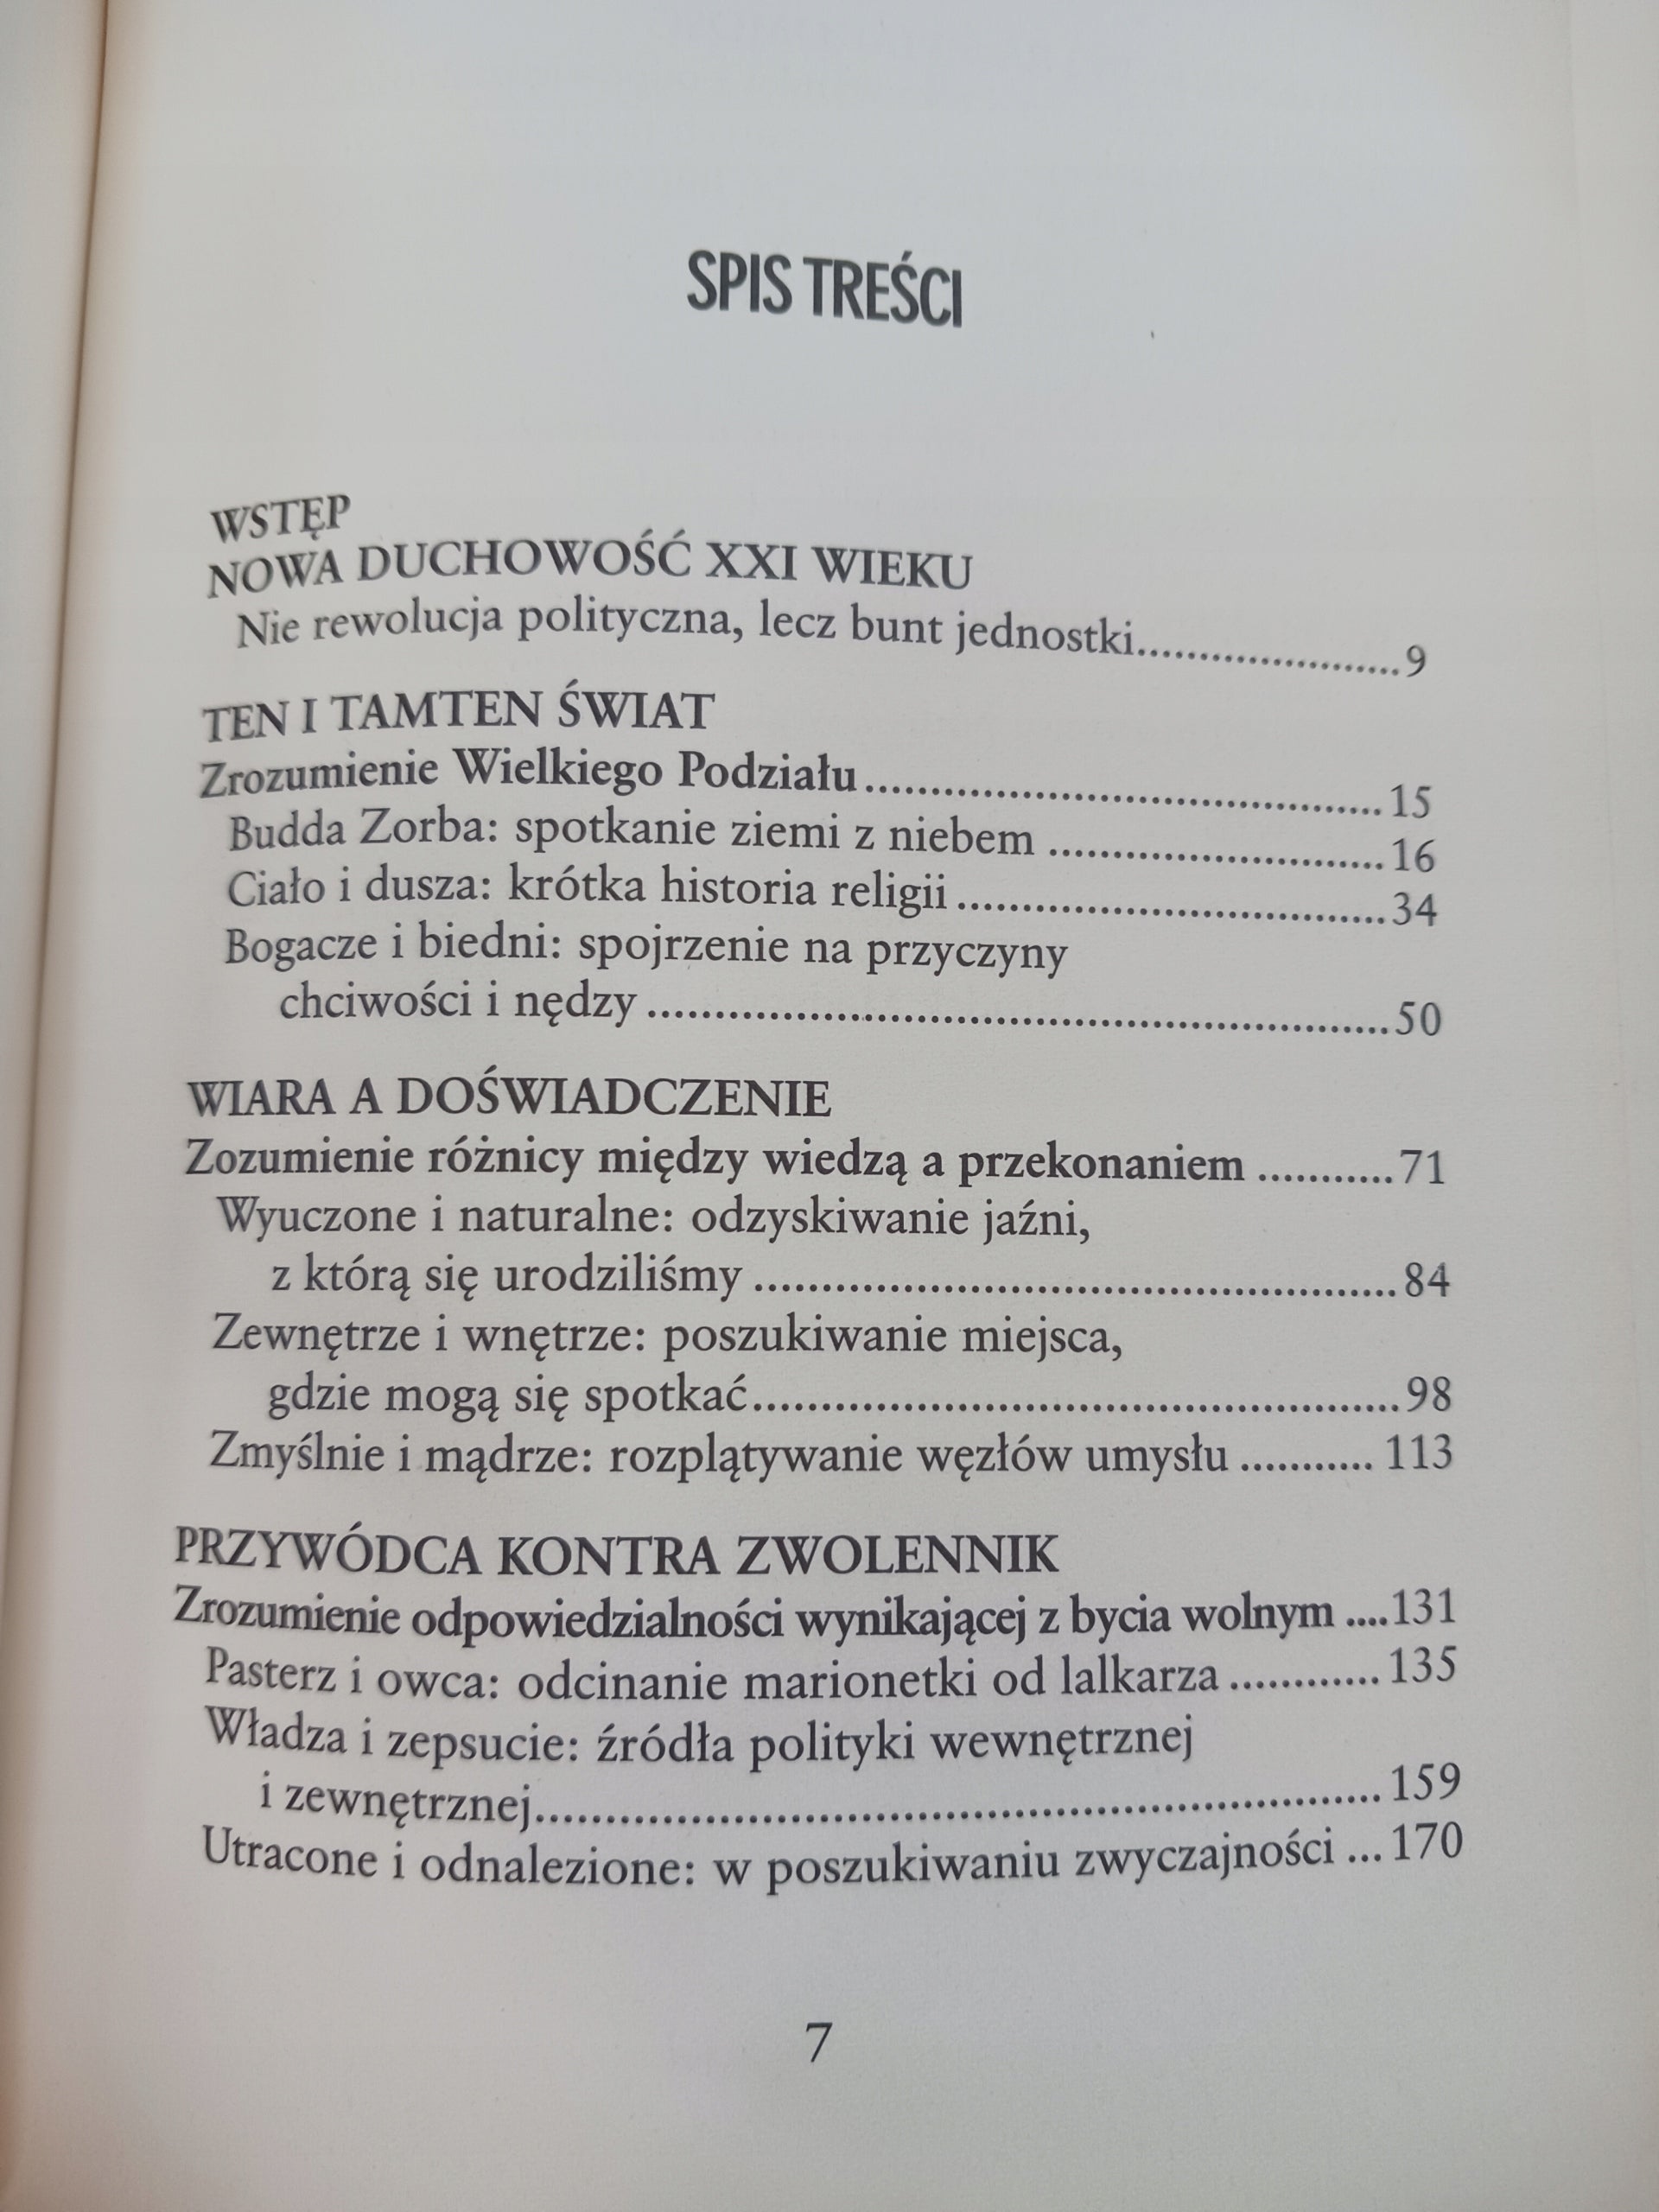 SPIS TREŚCI
WSTĘP
NOWA DUCHOWOŚĆ XXI WIEKU
Nie rewolucja polityczna, lecz bunt jednostki.....................9
TEN I TAMTEN ŚWIAT
Zrozumienie Wielkiego Podziału.......................................15
Budda Zorba: spotkanie ziemi z niebem ..........................16
Ciało i dusza: krótka historia religii .................................34
Bogacze i biedni: spojrzenie na przyczyny
chciwości i nędzy .......................................................50
WIARA A DOŚWIADCZENIE
Zozumienie różnicy między wiedzą a przekonaniem ...........71
Wyuczone i naturalne: odzyskiwanie jaźni,
z którą się urodziliśmy ................................................84
Zewnętrze i wnętrze: poszukiwanie miejsca,
gdzie mogą się spotkać................................................98
Zmyślnie i mądrze: rozplątywanie węzłów umysłu ........... 113
PRZYWÓDCA KONTRA ZWOLENNIK
Zrozumienie odpowiedzialności wynikającej z bycia wolnym ....131
Pasterz i owca: odcinanie marionetki od lalkarza ............ 135
Władza i zepsucie: źródła polityki wewnętrznej
i zewnętrznej............................................................... 159
Utracone i odnalezione: w poszukiwaniu zwyczajności ... 170
7